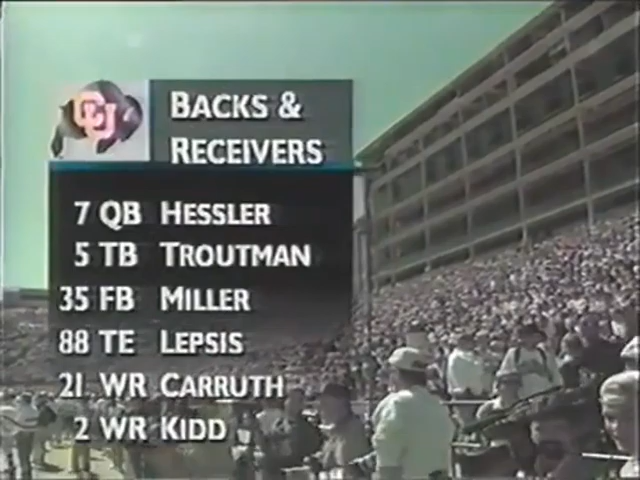 CU
BACKS &
RECEIVERS
7 QB HESSLER
5 TB TROUTMAN
35 FB MILLER
88 TE LEPSIS
21 WR CARRUTH
2 WR KIDD